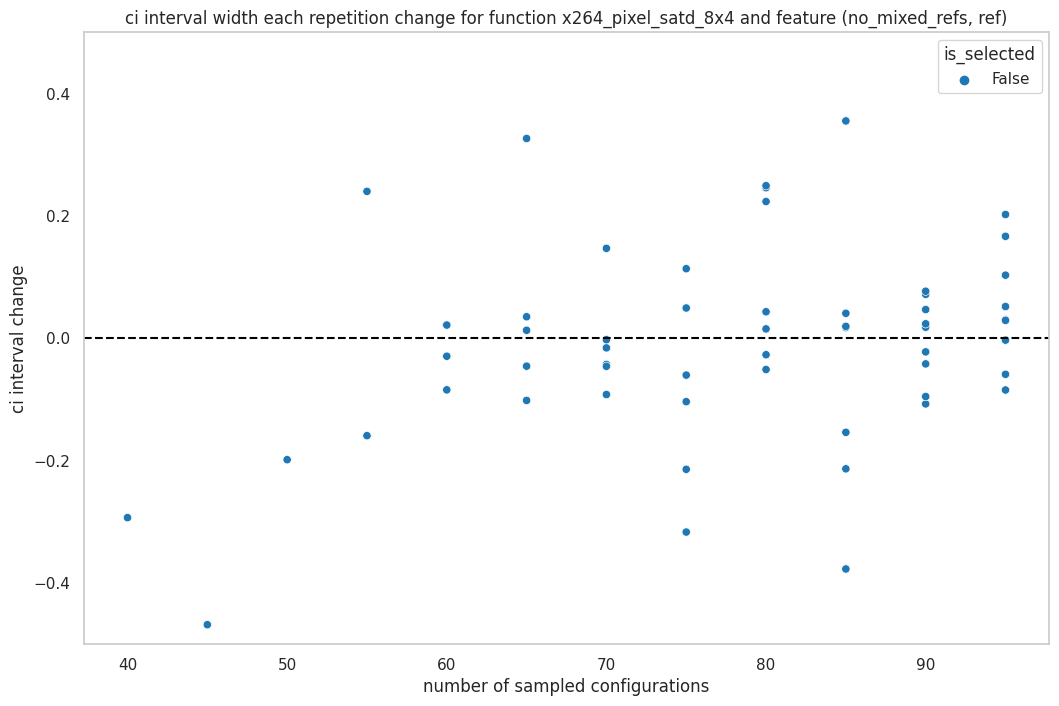 ci interval width each repetition change for function x264_pixel_satd_8x4 and feature (no_mixed_refs, ref)
is_selected
False
ci interval change
0.4
0.2
0.0
−0.2
−0.4
40 50 60 70 80 90
number of sampled configurations